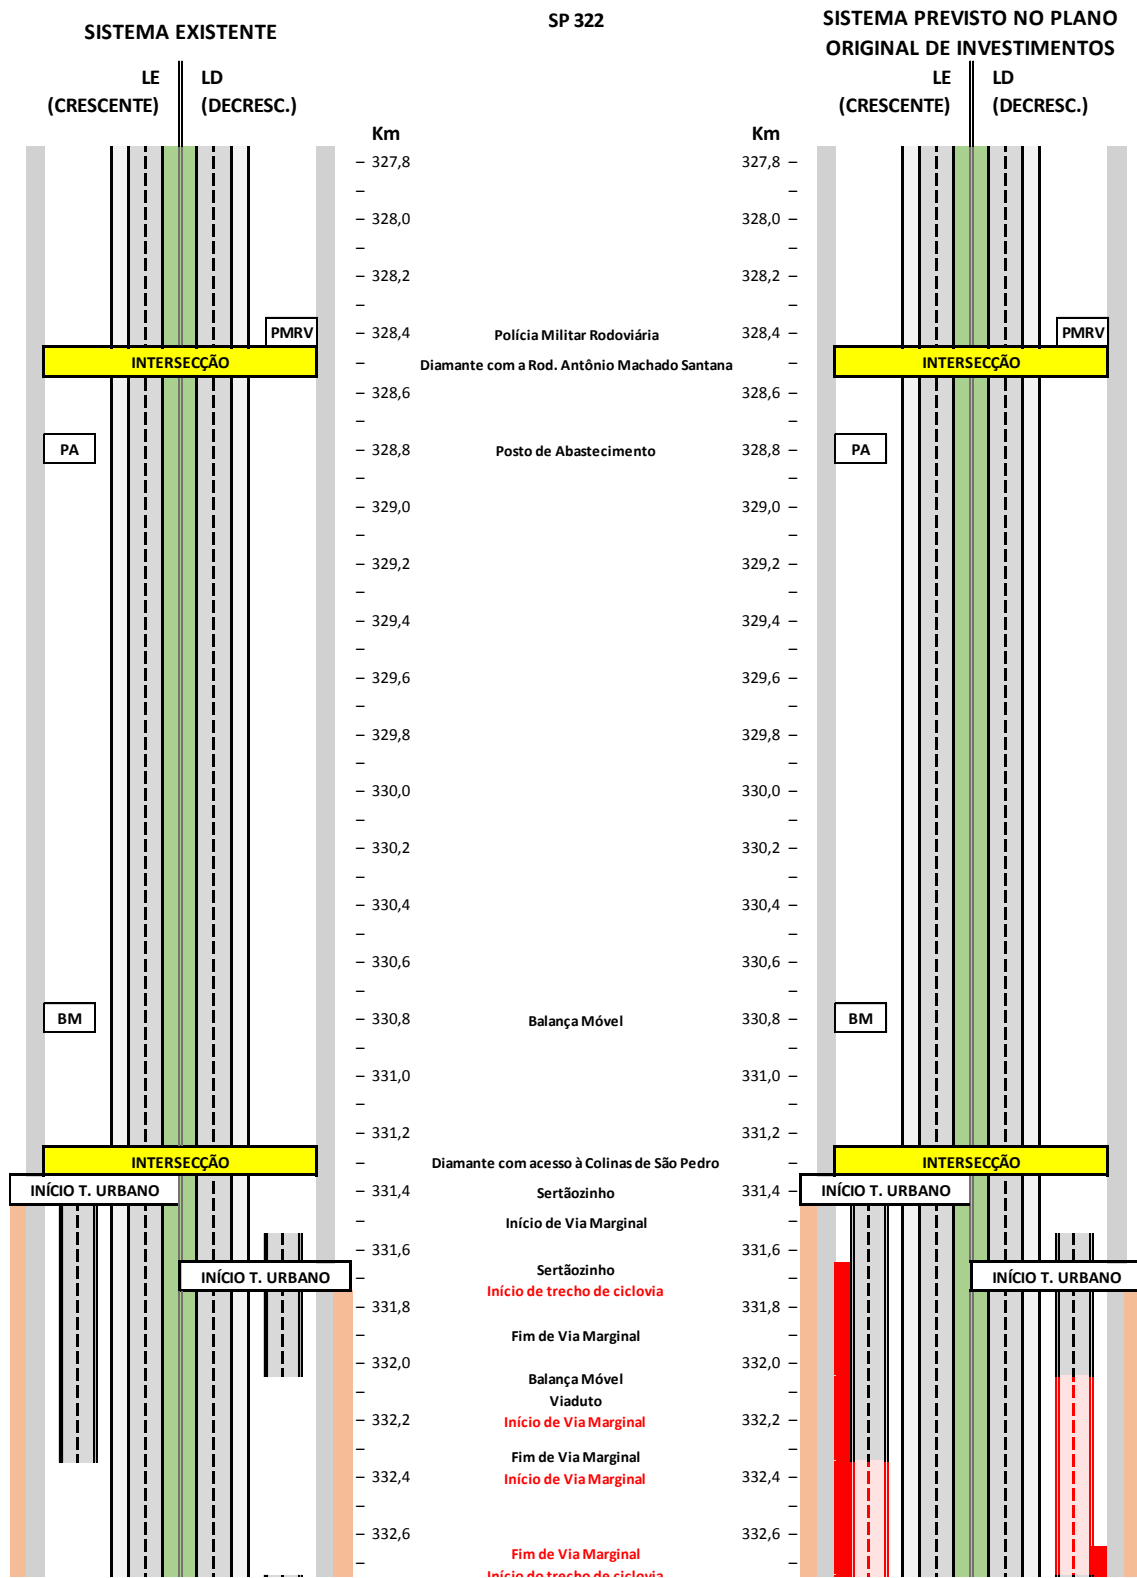 SP 322
SISTEMA EXISTENTE
SISTEMA PREVISTO NO PLANO
ORIGINAL DE INVESTIMENTOS
LE
(CRESCENTE)
LD
(DECRESC.)
LE
(CRESCENTE)
LD
(DECRESC.)
Km
Km
327,8
327,8
328,0
328,0
328,2
328,2
PMRV
328,4
Polícia Militar Rodoviária
328,4
PMRV
INTERSECÇÃO
Diamante com a Rod. Antônio Machado Santana
INTERSECÇÃO
328,6
328,6
PA
328,8
Posto de Abastecimento
328,8
PA
329,0
329,0
329,2
329,2
329,4
329,4
329,6
329,6
329,8
329,8
330,0
330,0
330,2
330,2
330,4
330,4
330,6
330,6
BM
330,8
Balança Móvel
330,8
BM
331,0
331,0
331,2
331,2
INTERSECÇÃO
Diamante com acesso à Colinas de São Pedro
INTERSECÇÃO
INÍCIO T. URBANO
331,4
Sertãozinho
331,4
INÍCIO T. URBANO
Início de Via Marginal
331,6
331,6
Sertãozinho
INÍCIO T. URBANO
INÍCIO T. URBANO
Início de trecho de ciclovia
331,8
331,8
Fim de Via Marginal
332,0
332,0
Balança Móvel
Viaduto
332,2
Início de Via Marginal
332,2
Fim de Via Marginal
332,4
Início de Via Marginal
332,4
332,6
332,6
Fim de Via Marginal
Início do trecho de ciclovia